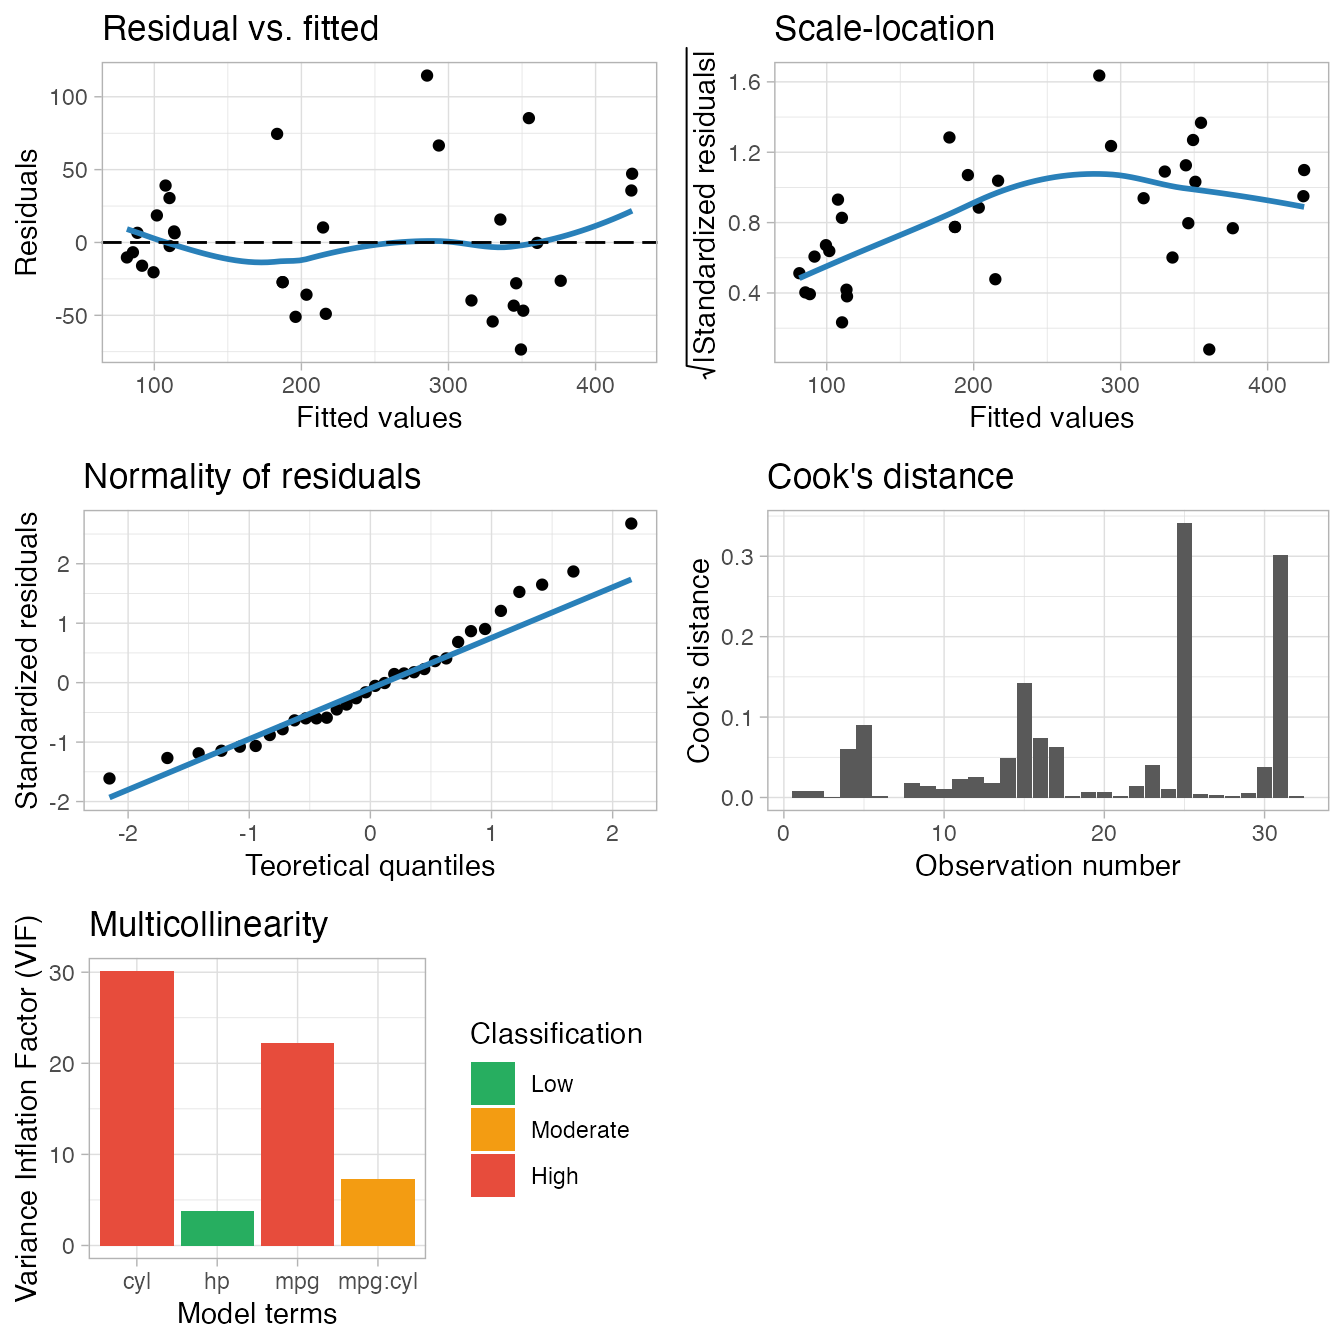 Residual vs. fitted
Residuals
100
50
0
-50
100 200 300 400
Fitted values
Scale-location
√|Standardized residuals|
1.6
1.2
0.8
0.4
100 200 300 400
Fitted values
Normality of residuals
Standardized residuals
2
1
0
-1
-2
-2 -1 0 1 2
Teoretical quantiles
Cook's distance
Cook's distance
0.3
0.2
0.1
0.0
0 10 20 30
Observation number
Multicollinearity
Variance Inflation Factor (VIF)
30
20
10
0
cyl hp mpg mpg:cyl
Model terms
Classification
Low
Moderate
High